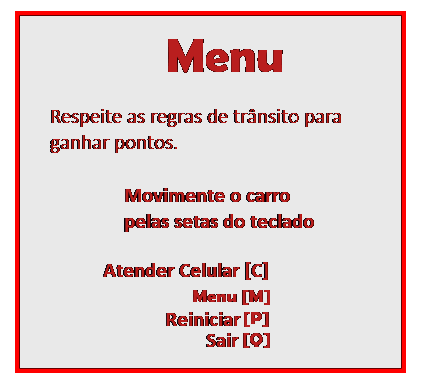 Menu
Respeite as regras de trânsito para
ganhar pontos.
Movimente o carro
pelas setas do teclado
Atender Celular [C]
Menu [M]
Reiniciar [P]
Sair [Q]